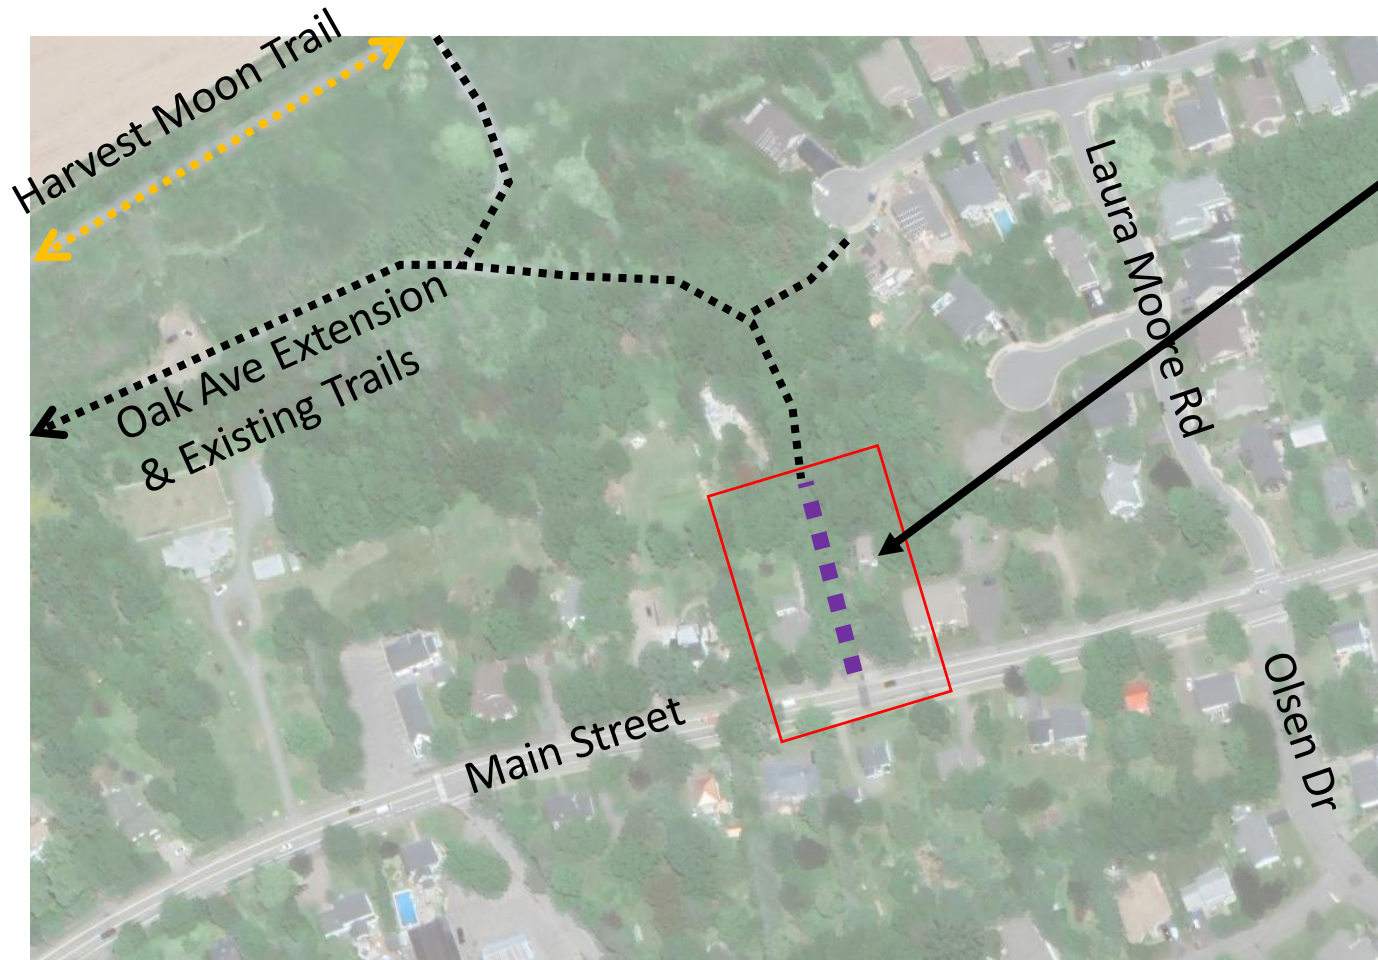 Harvest Moon Trail
Laura Moore Rd
Oak Ave Extension
& Existing Trails
Main Street
Olsen Dr